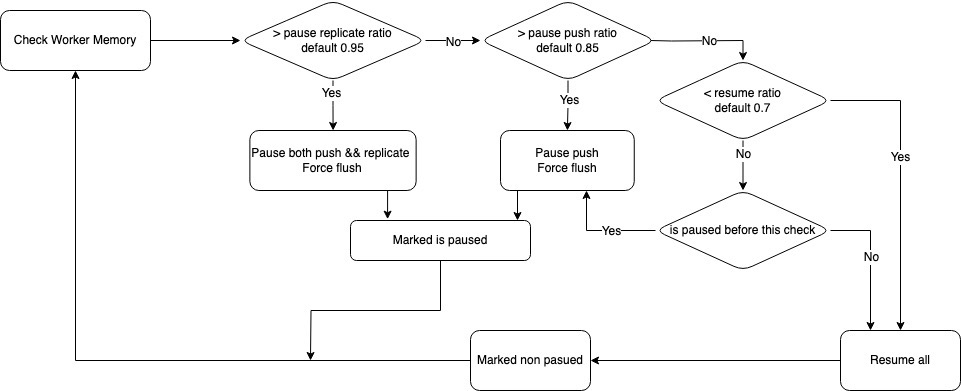 Check Worker Memory
> pause replicate ratio
default 0.95
No
> pause push ratio
default 0.85
No
Yes
Yes
< resume ratio
default 0.7
Yes
Pause both push && replicate
Force flush
Pause push
Force flush
No
Marked is paused
Yes
is paused before this check
No
Marked non pasued
Resume all